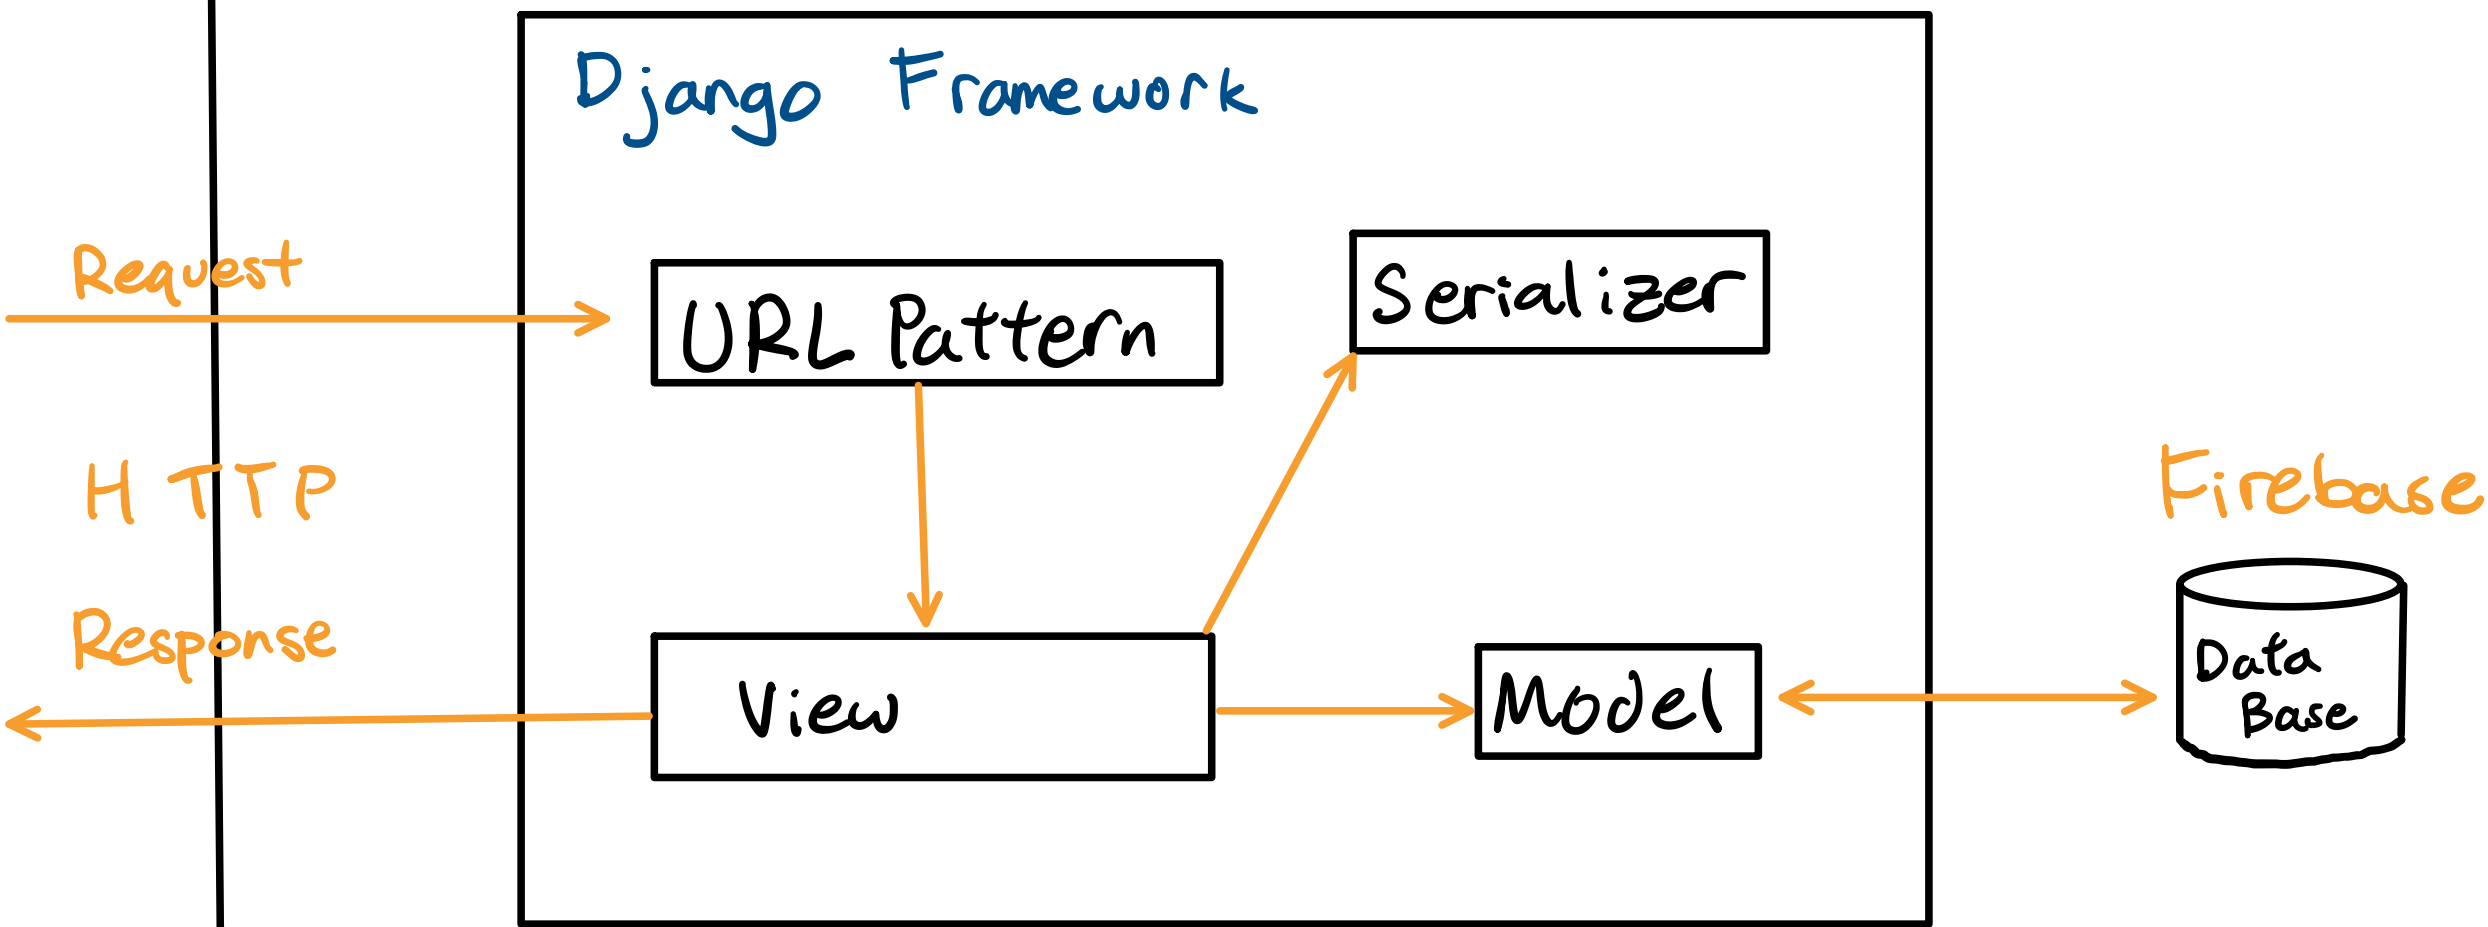 Django Framework
Request
URL Pattern
Serializer
HTTP
Firebase
Response
View
Model
Data
Base